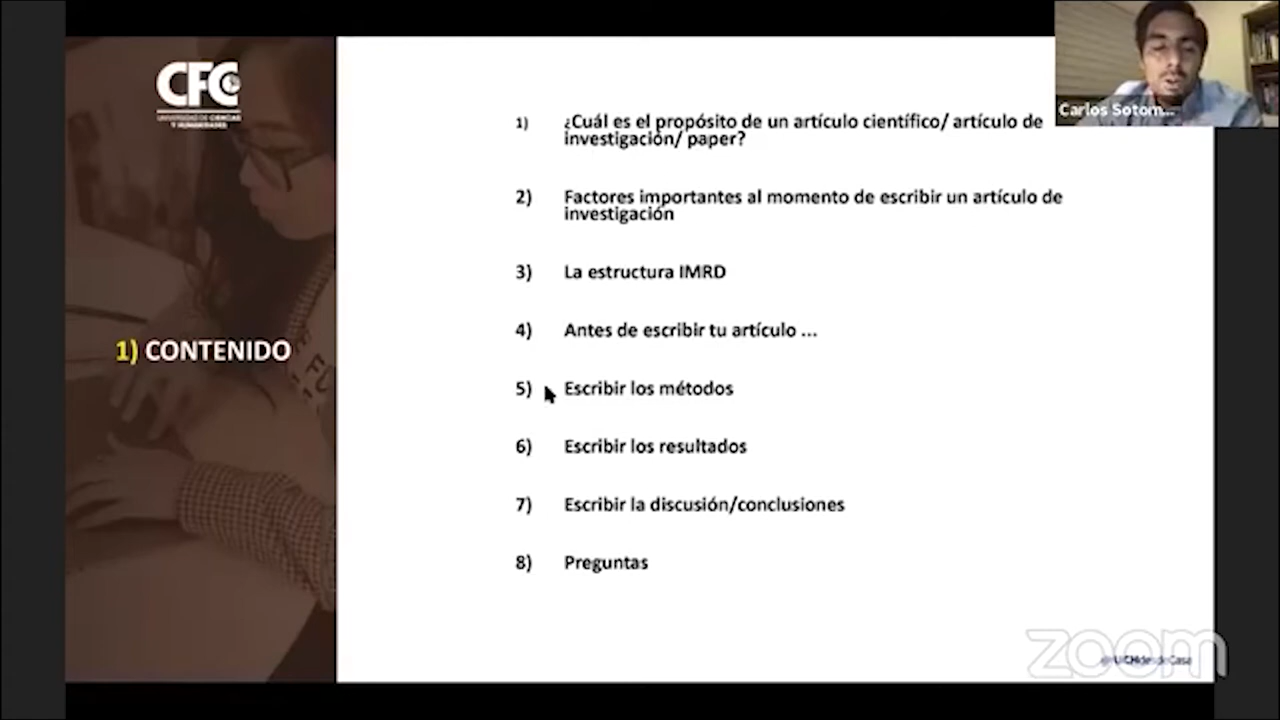 CFC
UNIVERSIDAD DE CIENCIAS
Y HUMANIDADES
1) CONTENIDO
1) ¿Cuál es el propósito de un artículo científico/ artículo de
investigación/ paper?
2) Factores importantes al momento de escribir un artículo de
investigación
3) La estructura IMRD
4) Antes de escribir tu artículo ...
5) Escribir los métodos
6) Escribir los resultados
7) Escribir la discusión/conclusiones
8) Preguntas
Carlos Sotom...
zoom